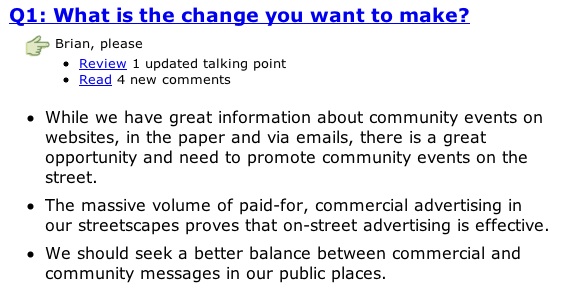 Q1: What is the change you want to make?
Brian, please
• Review 1 updated talking point
• Read 4 new comments
• While we have great information about community events on
websites, in the paper and via emails, there is a great
opportunity and need to promote community events on the
street.
• The massive volume of paid-for, commercial advertising in
our streetscapes proves that on-street advertising is effective.
• We should seek a better balance between commercial and
community messages in our public places.